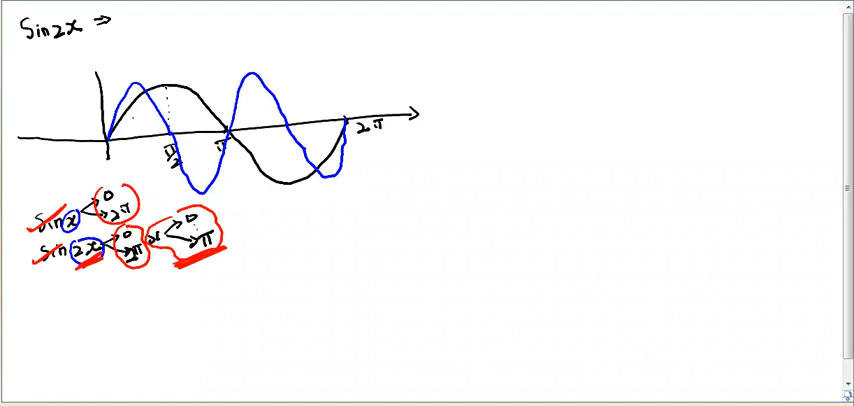 Sin2x ⇒
π/2
π
2π
Sin x 0
2π
Sin 2x 0 x 0
2π π